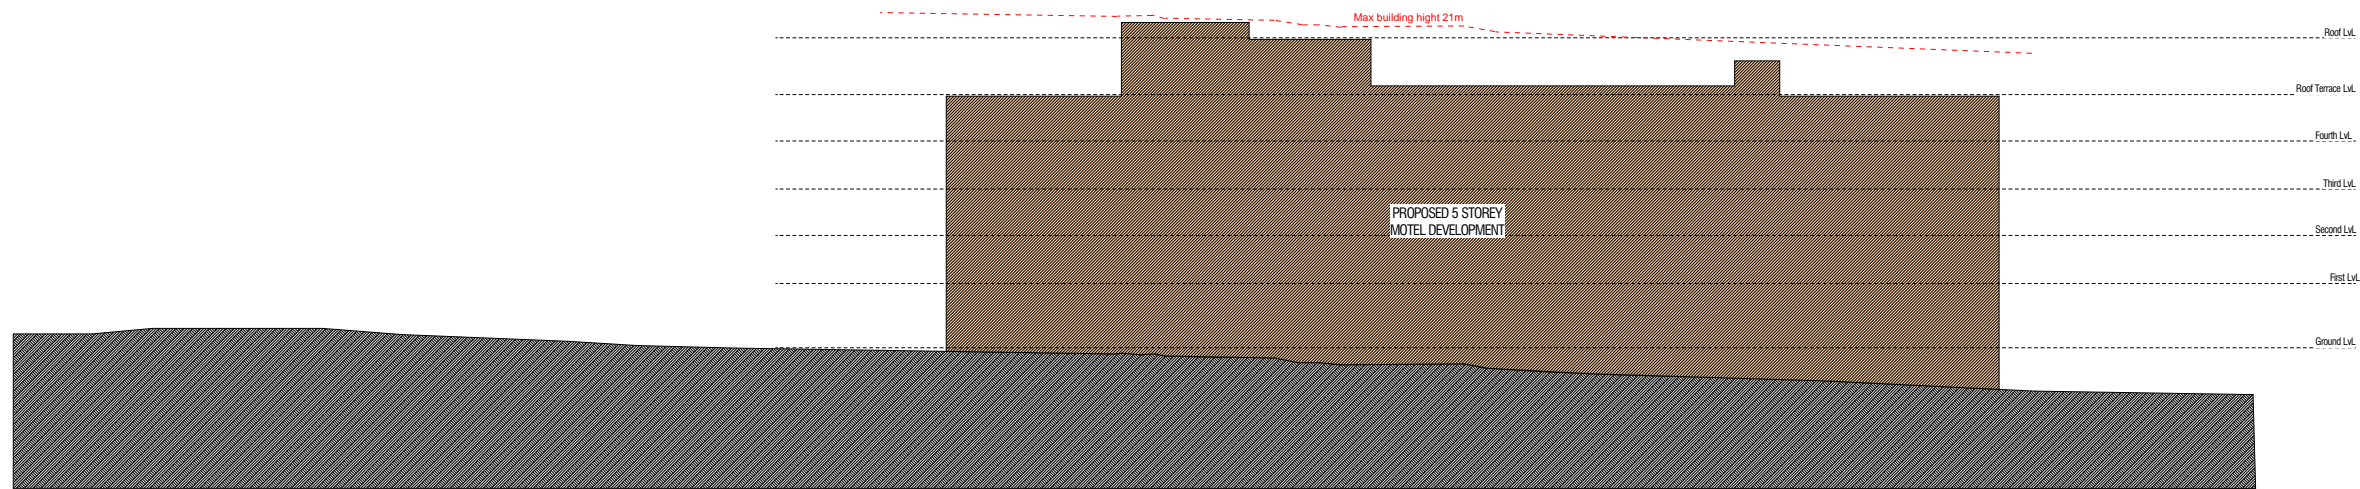 Max building hight 21m
Roof LvL
Roof Terrace LvL
Fourth LvL
Third LvL
PROPOSED 5 STOREY
MOTEL DEVELOPMENT
Second LvL
First LvL
Ground LvL